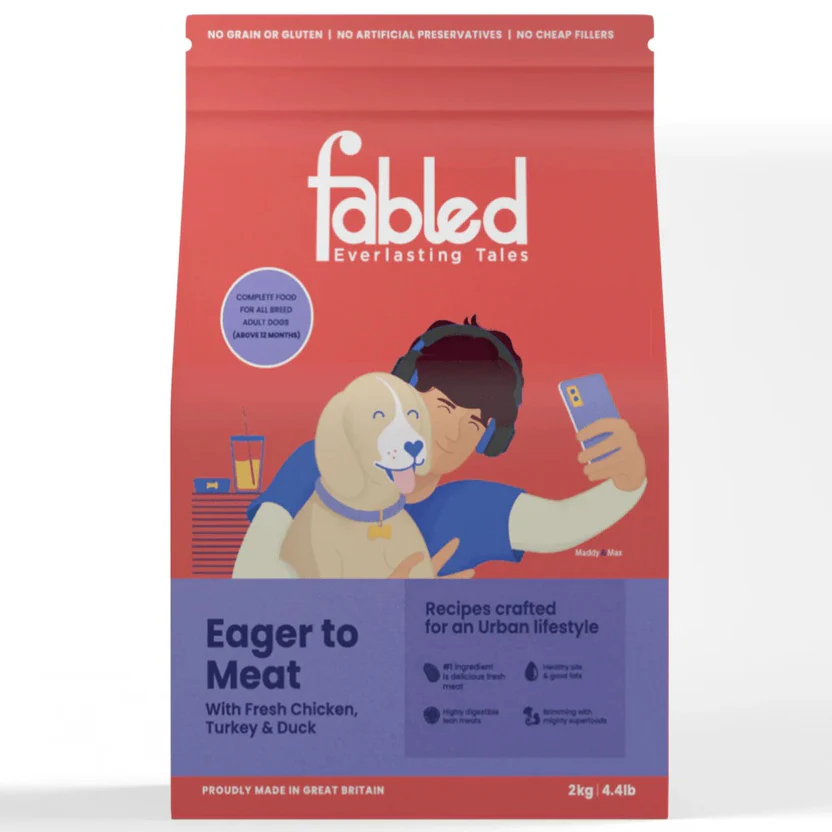 NO GRAIN OR GLUTEN | NO ARTIFICIAL PRESERVATIVES | NO CHEAP FILLERS
fabled
Everlasting Tales
COMPLETE FOOD
FOR ALL BREED
ADULT DOGS
(ABOVE 12 MONTHS)
Maddy & Max
Eager to
Meat
With Fresh Chicken,
Turkey & Duck
Recipes crafted
for an Urban lifestyle
#1 ingredient
is delicious fresh
meat
Healthy oils
& good fats
Highly digestible
lean meats
Brimming with
mighty superfoods
PROUDLY MADE IN GREAT BRITAIN
2kg | 4.4lb